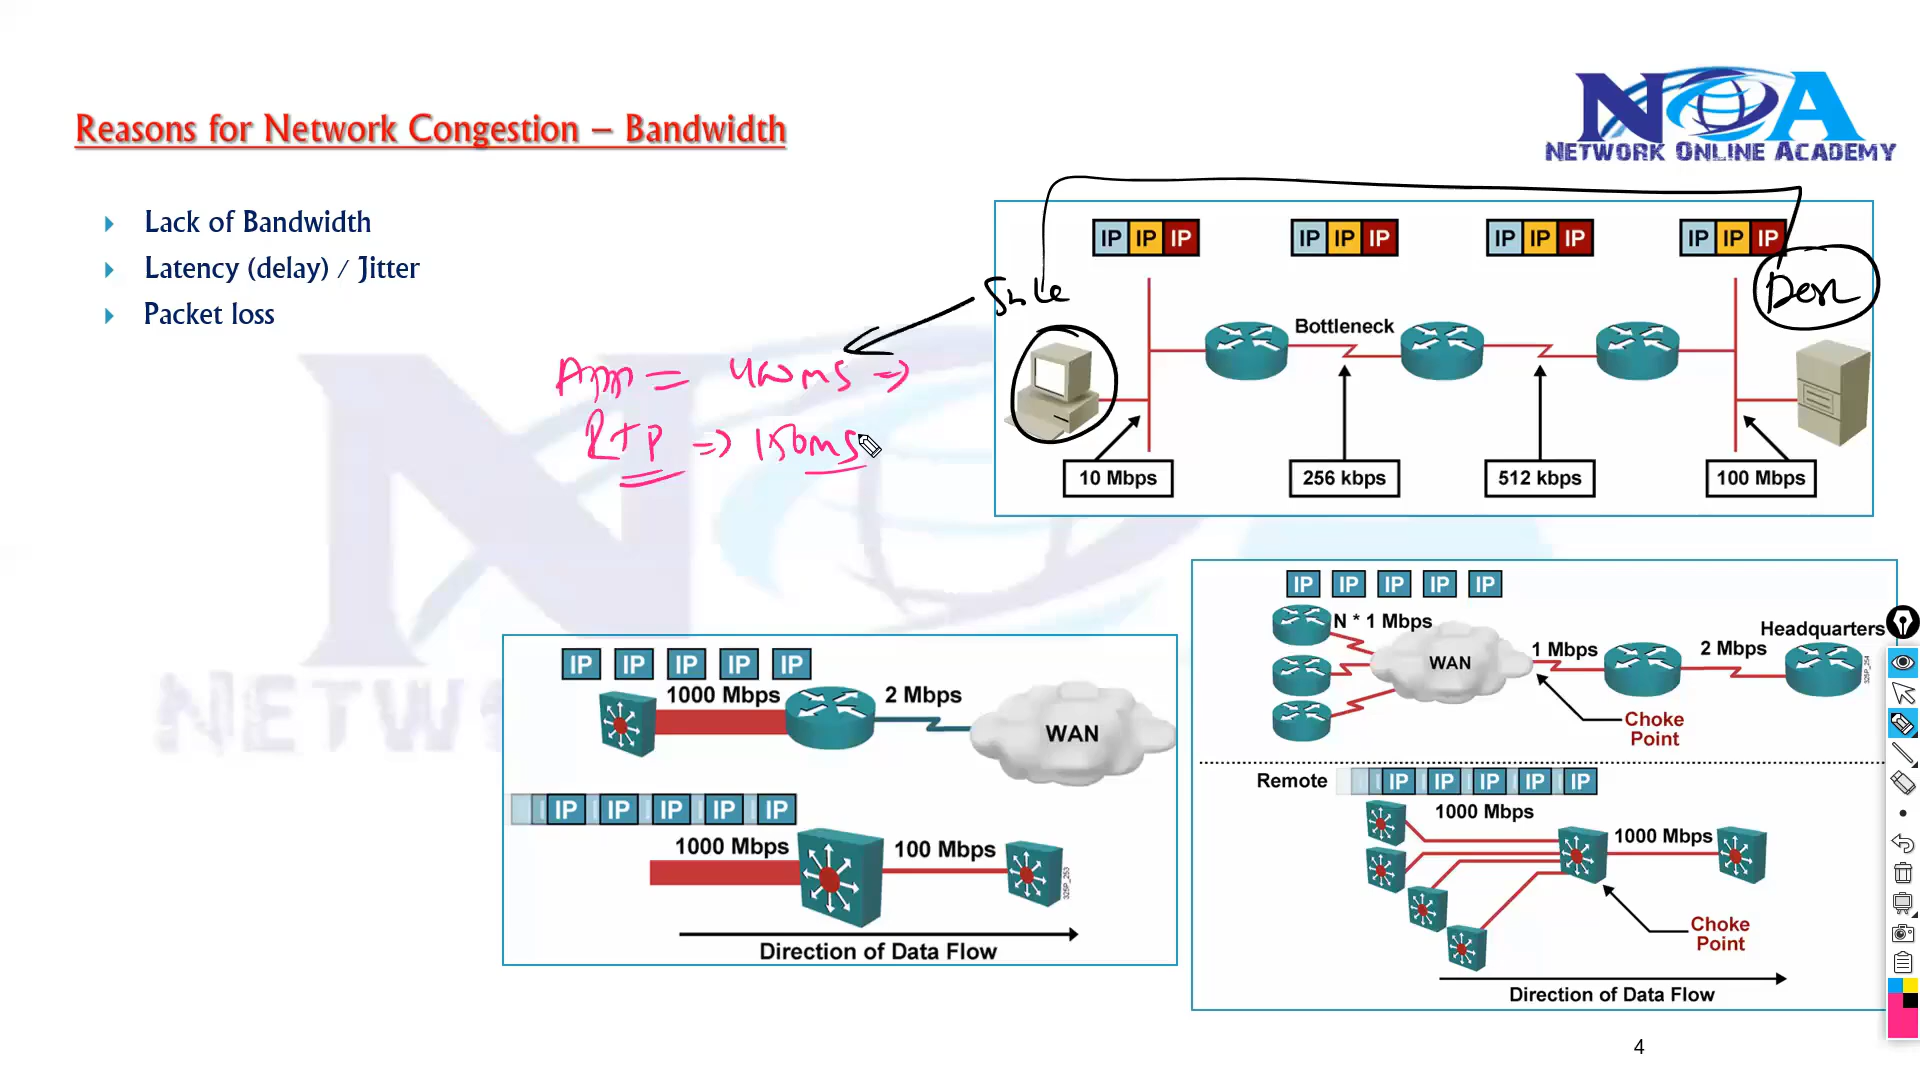 Reasons for Network Congestion – Bandwidth
NOA
NETWORK ONLINE ACADEMY
Lack of Bandwidth
Latency (delay) / Jitter
Packet loss
IP IP IP
IP IP IP
IP IP IP
IP IP IP
Bottleneck
10 Mbps
256 kbps
512 kbps
100 Mbps
App = 400ms =>
RTP => 150ms
IP IP IP IP IP
1000 Mbps
2 Mbps
WAN
IP IP IP IP IP
1000 Mbps
100 Mbps
Direction of Data Flow
IP IP IP IP IP
N * 1 Mbps
WAN
1 Mbps
2 Mbps
Headquarters
Choke
Point
Remote
IP IP IP IP IP
1000 Mbps
1000 Mbps
Choke
Point
Direction of Data Flow
NETW
4